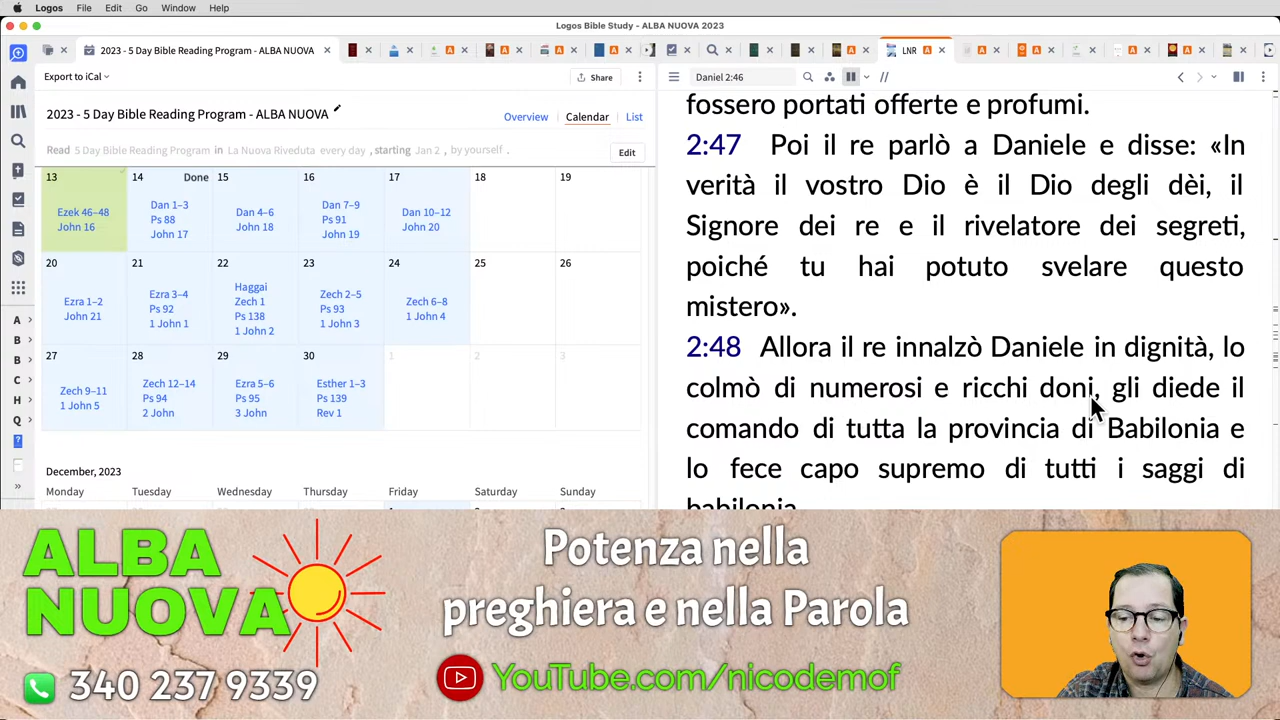 Logos File Edit Go Window Help
Logos Bible Study - ALBA NUOVA 2023
2023 - 5 Day Bible Reading Program - ALBA NUOVA
LNR
Export to iCal
Share
Daniel 2:46
2023 - 5 Day Bible Reading Program - ALBA NUOVA
Overview Calendar List
Read 5 Day Bible Reading Program in La Nuova Riveduta every day , starting Jan 2 , by yourself .
Edit
13 14 Done 15 16 17 18 19
Ezek 46–48
John 16
Dan 1–3
Ps 88
John 17
Dan 4–6
John 18
Dan 7–9
Ps 91
John 19
Dan 10–12
John 20
20 21 22 23 24 25 26
Ezra 1–2
John 21
Ezra 3–4
Ps 92
1 John 1
Haggai
Zech 1
Ps 138
1 John 2
Zech 2–5
Ps 93
1 John 3
Zech 6–8
1 John 4
27 28 29 30 1 2 3
Zech 9–11
1 John 5
Zech 12–14
Ps 94
2 John
Ezra 5–6
Ps 95
3 John
Esther 1–3
Ps 139
Rev 1
December, 2023
Monday Tuesday Wednesday Thursday Friday Saturday Sunday
A
B
B
C
H
Q
fossero portati offerte e profumi.
2:47 Poi il re parlò a Daniele e disse: «In
verità il vostro Dio è il Dio degli dèi, il
Signore dei re e il rivelatore dei segreti,
poiché tu hai potuto svelare questo
mistero».
2:48 Allora il re innalzò Daniele in dignità, lo
colmò di numerosi e ricchi doni, gli diede il
comando di tutta la provincia di Babilonia e
lo fece capo supremo di tutti i saggi di
babilonia
ALBA
NUOVA
340 237 9339
Potenza nella
preghiera e nella Parola
YouTube.com/nicodemof